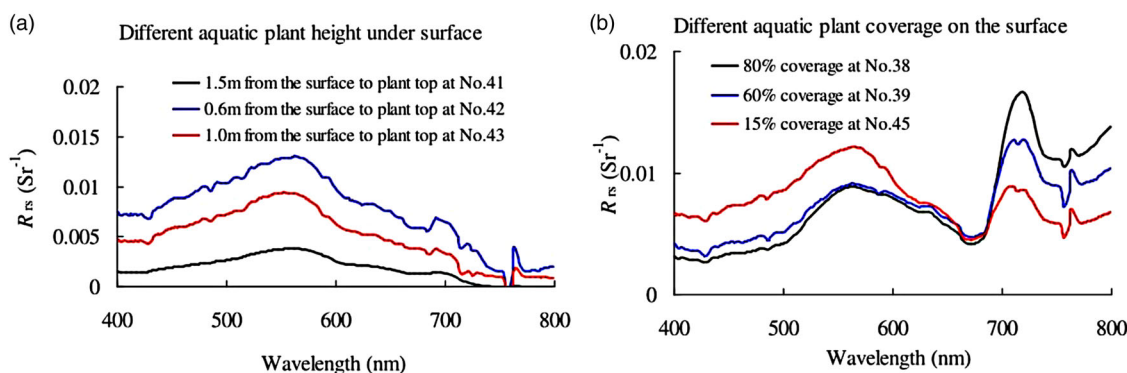 (a)
Different aquatic plant height under surface
0.02
0.015
0.01
0.005
0
R rs (Sr⁻¹)
1.5m from the surface to plant top at No.41
0.6m from the surface to plant top at No.42
1.0m from the surface to plant top at No.43
400 500 600 700 800
Wavelength (nm)
(b)
Different aquatic plant coverage on the surface
0.02
0.01
0
R rs (Sr⁻¹)
80% coverage at No.38
60% coverage at No.39
15% coverage at No.45
400 500 600 700 800
Wavelength (nm)